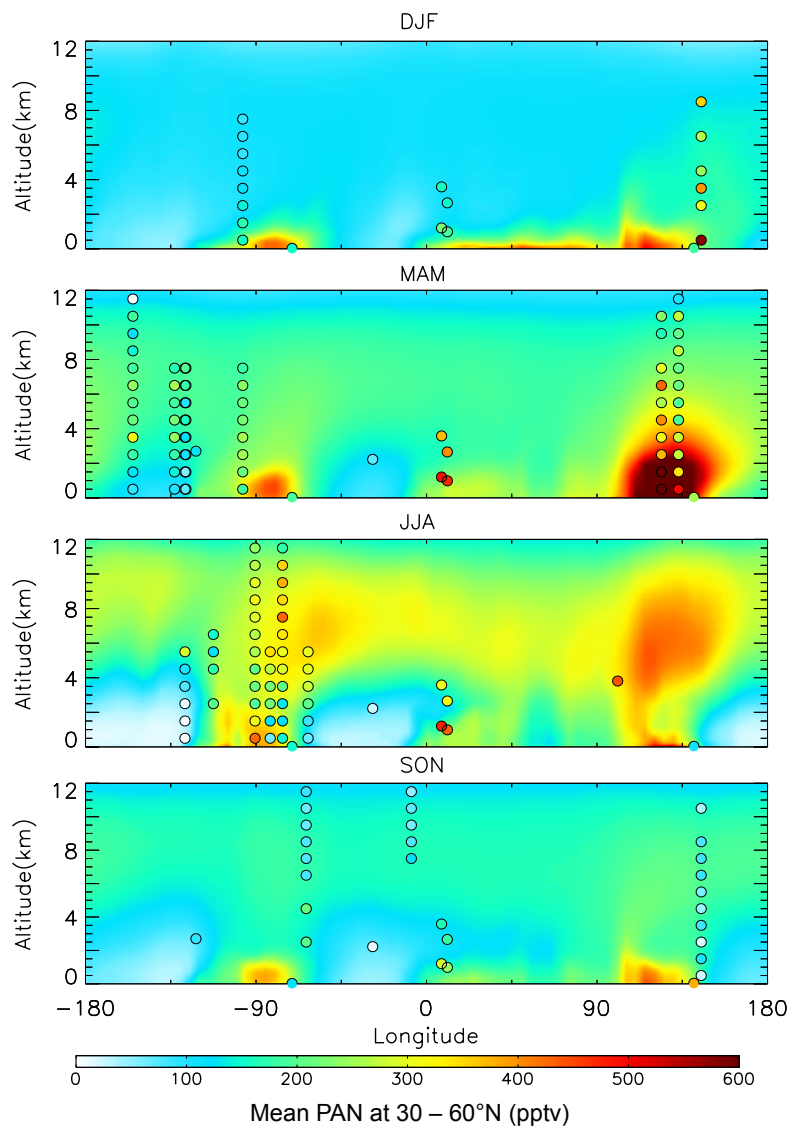 DJF
12
8
4
0
Altitude(km)
MAM
12
8
4
0
Altitude(km)
JJA
12
8
4
0
Altitude(km)
SON
12
8
4
0
Altitude(km)
−180 −90 0 90 180
Longitude
0 100 200 300 400 500 600
Mean PAN at 30 – 60°N (pptv)